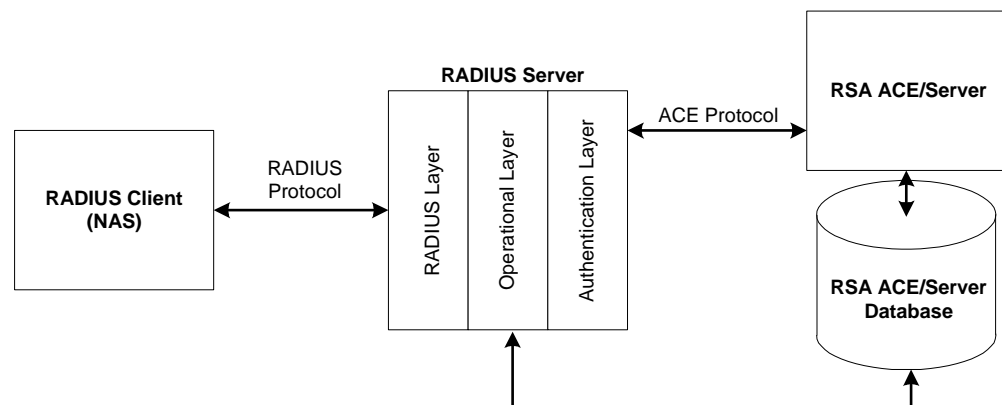 RADIUS Server
RSA ACE/Server
ACE Protocol
RADIUS
Protocol
RADIUS Client
(NAS)
RADIUS Layer
Operational Layer
Authentication Layer
RSA ACE/Server
Database